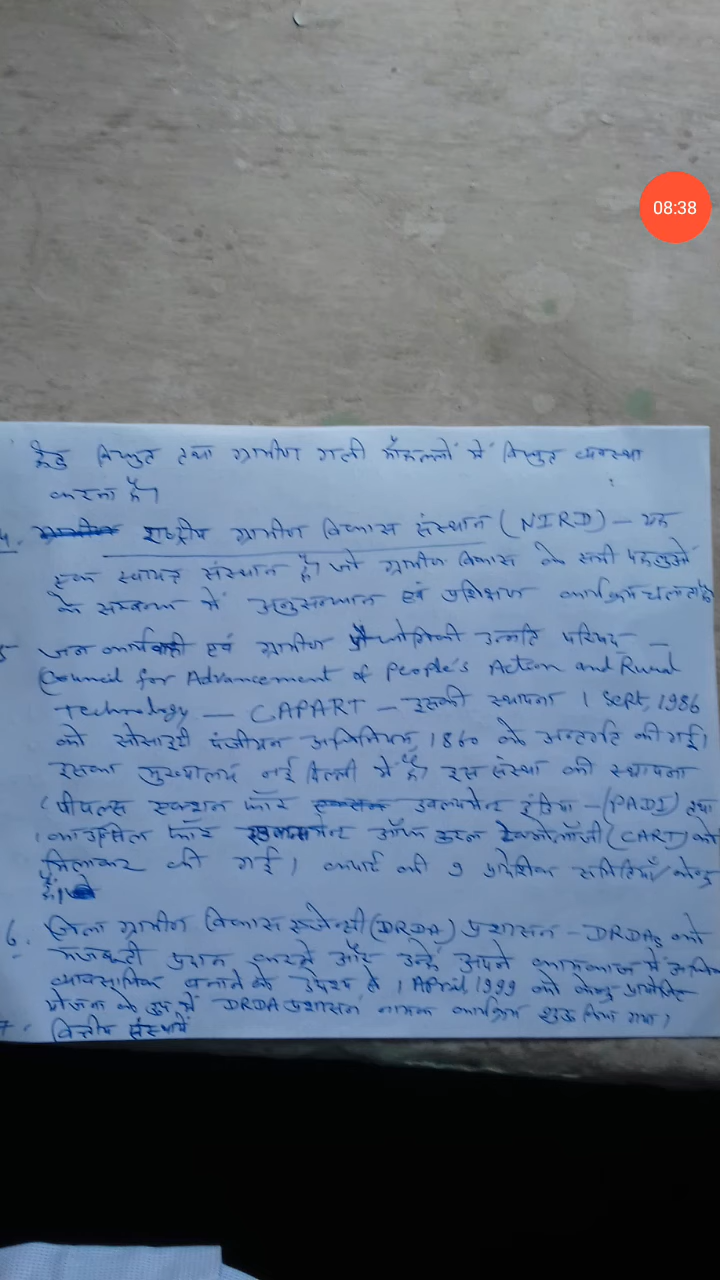 08:38
हेतु विद्युत तथा ग्रामीण गली मौहल्लों में विद्युत व्यवस्था
करना है।
4. राष्ट्रीय ग्रामीण विकास संस्थान (NIRD) – यह
एक स्वायत्त संस्थान है। जो ग्रामीण विकास के सभी पहलुओं
के सम्बन्ध में अनुसन्धान एवं प्रशिक्षण कार्यक्रम चलाता है
5 जन कार्यवाही एवं ग्रामीण प्रौद्योगिकी उन्नति परिषद –
(Council for Advancement of People's Action and Rural
Technology – CAPART – इसकी स्थापना 1 Sept, 1986
को सोसाइटी पंजीयन अधिनियम 1860 के अन्तर्गत की गई।
इसका मुख्यालय नई दिल्ली में है। इस संस्था की स्थापना
(पीपल्स एक्शन फॉर डवलपमेन्ट इंडिया – (PADI) तथा
काउन्सिल फॉर ऑफ रूरल टेक्नोलॉजी (CART) को
मिलाकर की गई। कपार्ट की 9 प्रादेशिक समितियाँ/केन्द्र
है।
6. जिला ग्रामीण विकास एजेन्सी (DRDA) प्रशासन – DRDAs को
मजबूती प्रदान करने और उन्हें अपने कामकाज में अधिक
व्यावसायिक बनाने के उद्देश्य से 1 April, 1999 को केन्द्र प्रायोजित
योजना के रूप में DRDA प्रशासन नामक कार्यक्रम शुरू किया गया।
7. वित्तीय संस्थायें